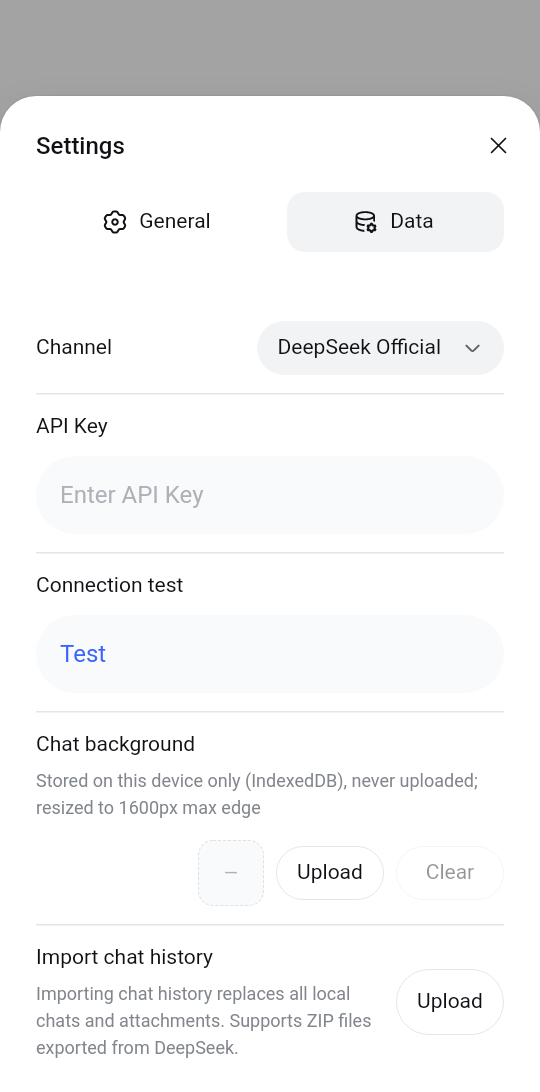 Settings
General
Data
Channel
DeepSeek Official
API Key
Enter API Key
Connection test
Test
Chat background
Stored on this device only (IndexedDB), never uploaded;
resized to 1600px max edge
–
Upload
Clear
Import chat history
Importing chat history replaces all local
chats and attachments. Supports ZIP files
exported from DeepSeek.
Upload